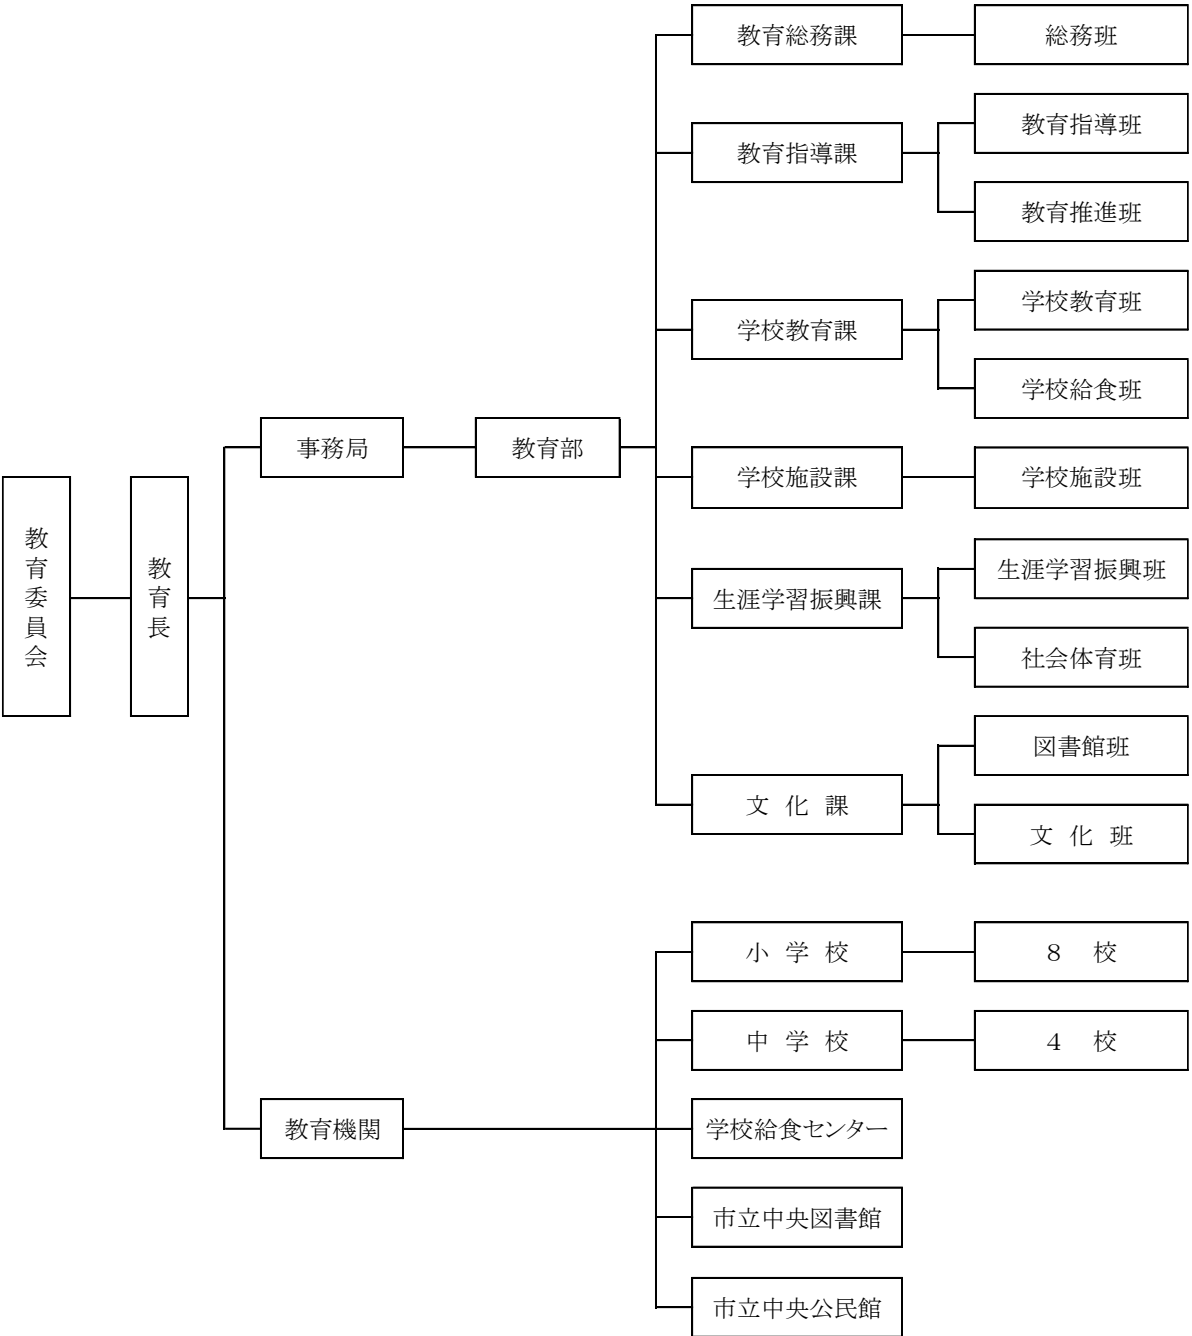 教育委員会
教育長
事務局
教育部
教育総務課
総務班
教育指導課
教育指導班
教育推進班
学校教育課
学校教育班
学校給食班
学校施設課
学校施設班
生涯学習振興課
生涯学習振興班
社会体育班
文 化 課
図書館班
文 化 班
教育機関
小 学 校
8 校
中 学 校
4 校
学校給食センター
市立中央図書館
市立中央公民館